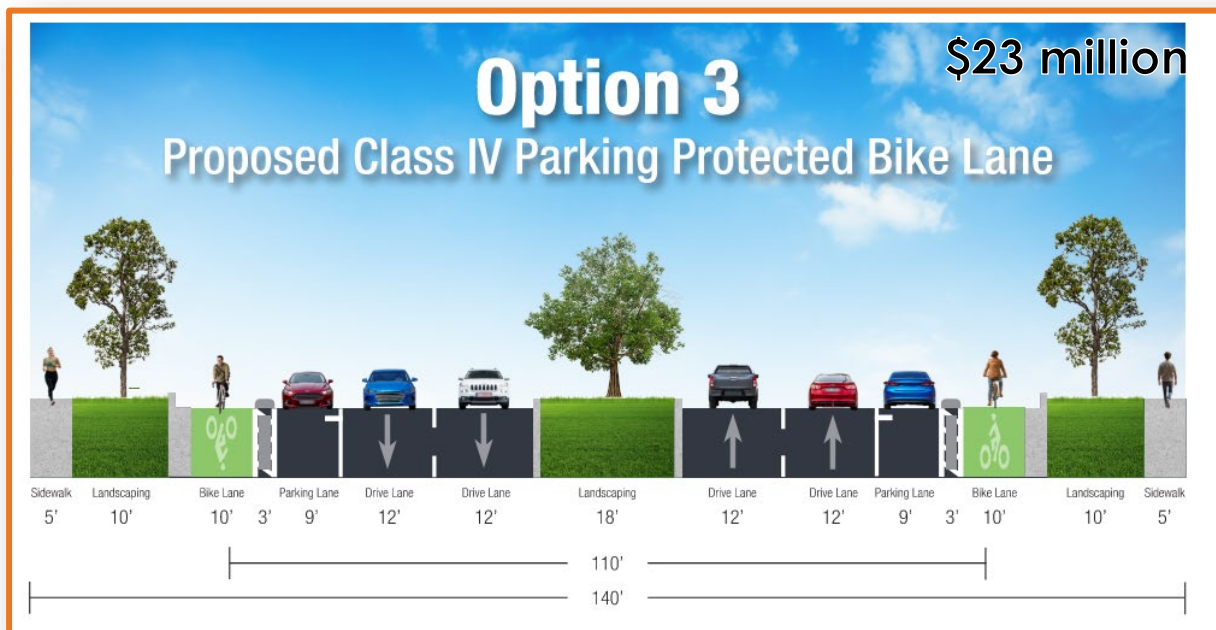 $23 million
Option 3
Proposed Class IV Parking Protected Bike Lane
Sidewalk Landscaping Bike Lane Parking Lane Drive Lane Drive Lane Landscaping Drive Lane Drive Lane Parking Lane Bike Lane Landscaping Sidewalk
5' 10' 10' 3' 9' 12' 12' 18' 12' 12' 9' 3' 10' 10' 5'
110'
140'